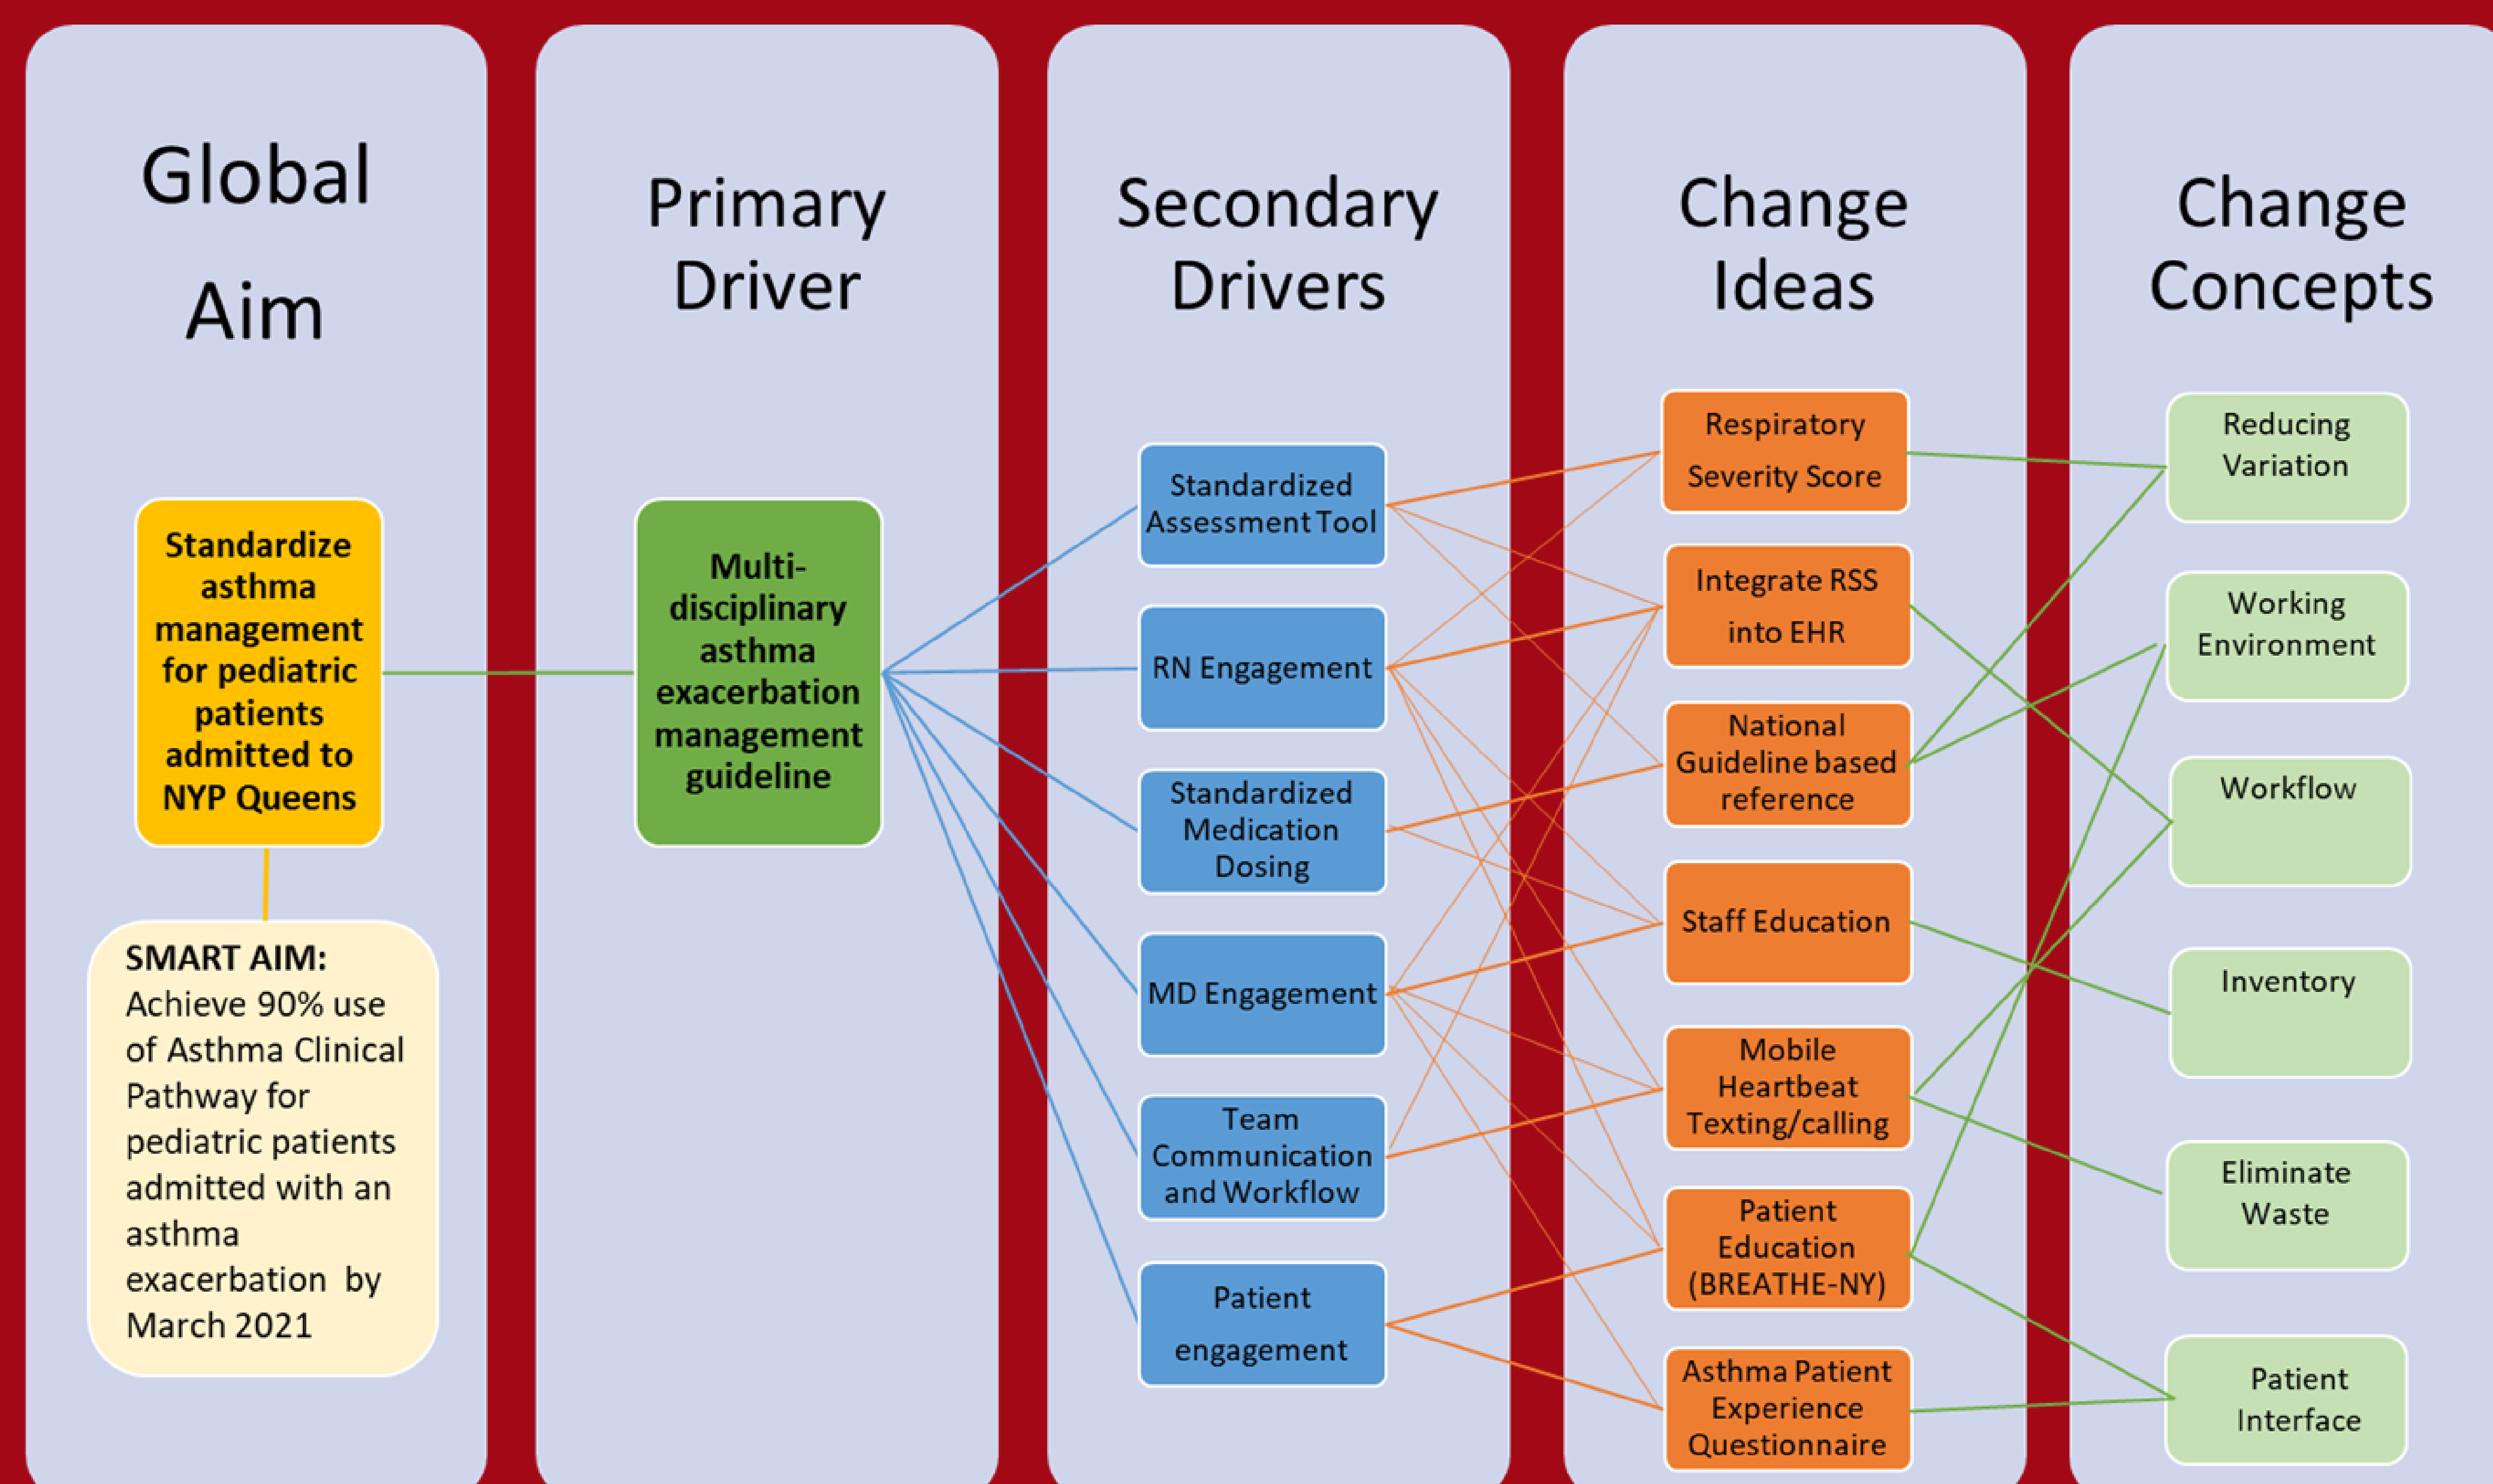 Global
Aim
Standardize
asthma
management
for pediatric
patients
admitted to
NYP Queens
SMART AIM:
Achieve 90% use
of Asthma Clinical
Pathway for
pediatric patients
admitted with an
asthma
exacerbation by
March 2021
Primary
Driver
Multi-
disciplinary
asthma
exacerbation
management
guideline
Secondary
Drivers
Standardized
Assessment Tool
RN Engagement
Standardized
Medication
Dosing
MD Engagement
Team
Communication
and Workflow
Patient
engagement
Change
Ideas
Respiratory
Severity Score
Integrate RSS
into EHR
National
Guideline based
reference
Staff Education
Mobile
Heartbeat
Texting/calling
Patient
Education
(BREATHE-NY)
Asthma Patient
Experience
Questionnaire
Change
Concepts
Reducing
Variation
Working
Environment
Workflow
Inventory
Eliminate
Waste
Patient
Interface